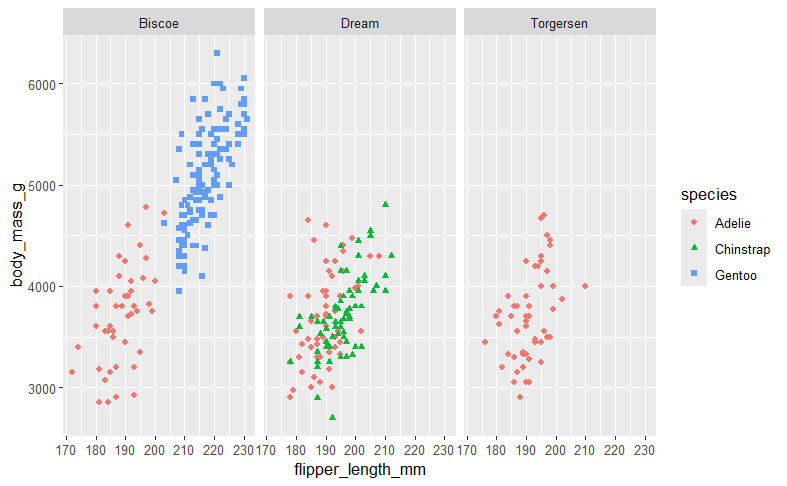 Biscoe Dream Torgersen
6000
5000
4000
3000
body_mass_g
170 180 190 200 210 220 230 170 180 190 200 210 220 230 170 180 190 200 210 220 230
flipper_length_mm
species
Adelie
Chinstrap
Gentoo